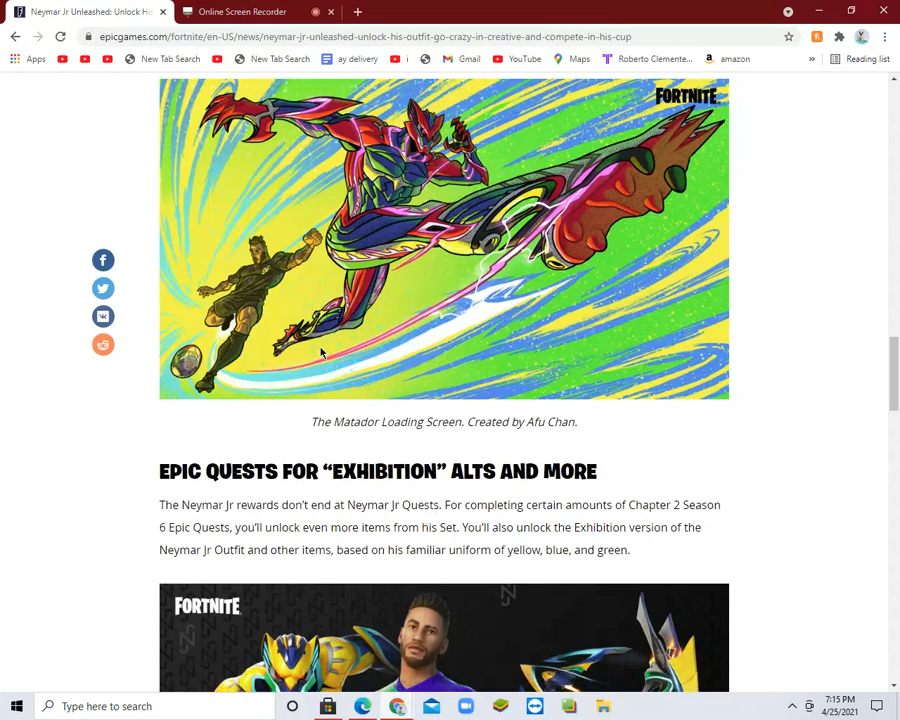 Neymar Jr Unleashed: Unlock His
Online Screen Recorder
epicgames.com/fortnite/en-US/news/neymar-jr-unleashed-unlock-his-outfit-go-crazy-in-creative-and-compete-in-his-cup
Apps
New Tab Search
New Tab Search
ay delivery
i
Gmail
YouTube
Maps
Roberto Clemente...
amazon
»
Reading list
FORTNITE
The Matador Loading Screen. Created by Afu Chan.
EPIC QUESTS FOR “EXHIBITION” ALTS AND MORE
The Neymar Jr rewards don’t end at Neymar Jr Quests. For completing certain amounts of Chapter 2 Season
6 Epic Quests, you’ll unlock even more items from his Set. You’ll also unlock the Exhibition version of the
Neymar Jr Outfit and other items, based on his familiar uniform of yellow, blue, and green.
FORTNITE
Type here to search
7:15 PM
4/25/2021